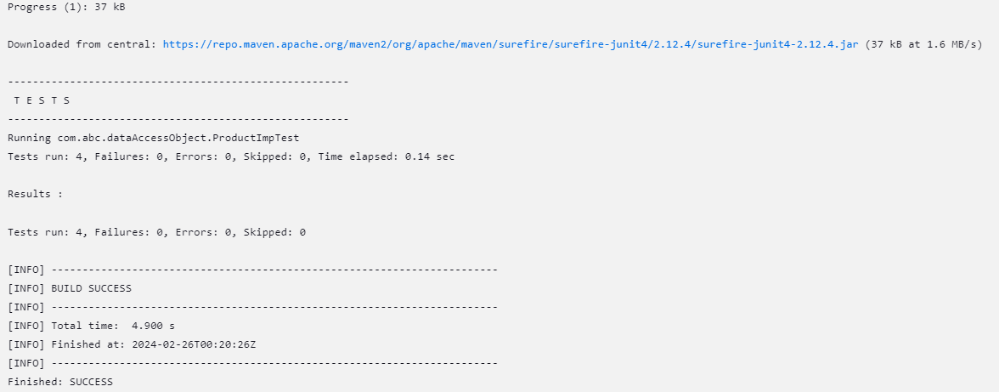 Progress (1): 37 kB
Downloaded from central: https://repo.maven.apache.org/maven2/org/apache/maven/surefire/surefire-junit4/2.12.4/surefire-junit4-2.12.4.jar (37 kB at 1.6 MB/s)
-------------------------------------------------------
T E S T S
-------------------------------------------------------
Running com.abc.dataAccessObject.ProductImpTest
Tests run: 4, Failures: 0, Errors: 0, Skipped: 0, Time elapsed: 0.14 sec
Results :
Tests run: 4, Failures: 0, Errors: 0, Skipped: 0
[INFO] ------------------------------------------------------------------------
[INFO] BUILD SUCCESS
[INFO] ------------------------------------------------------------------------
[INFO] Total time:  4.900 s
[INFO] Finished at: 2024-02-26T00:20:26Z
[INFO] ------------------------------------------------------------------------
Finished: SUCCESS